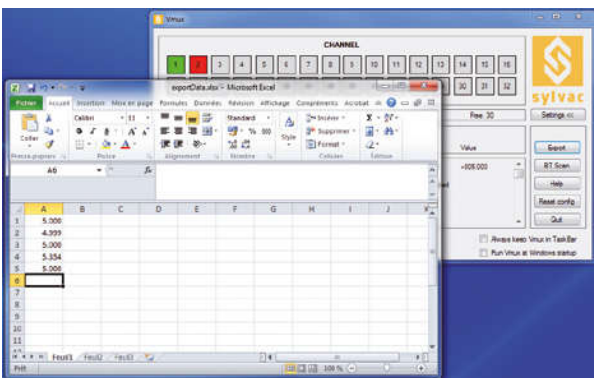 Vmux
CHANNEL
1 2 3 4 5 6 7 8 9 10 11 12 13 14 15 16
30 31 32
sylvac
Free 30
Settings <<
Value
+005.000
Export
BT Scan
Help
Reset config
Quit
Always keep Vmux in TaskBar
Run Vmux at Windows startup
exportData.xlsx - Microsoft Excel
Fichier Accueil Insertion Mise en page Formules Données Révision Affichage Compléments Acrobat
Coller
Calibri 11
Standard
Style
Insérer
Supprimer
Format
Presse-papiers Police Alignement Nombre Cellules Édition
A6 fx
A B C D E F G H I J
1 5.000
2 4.999
3 5.000
4 5.354
5 5.000
6
7
8
9
10
11
Feuil1 Feuil2 Feuil3
Prêt
100 %